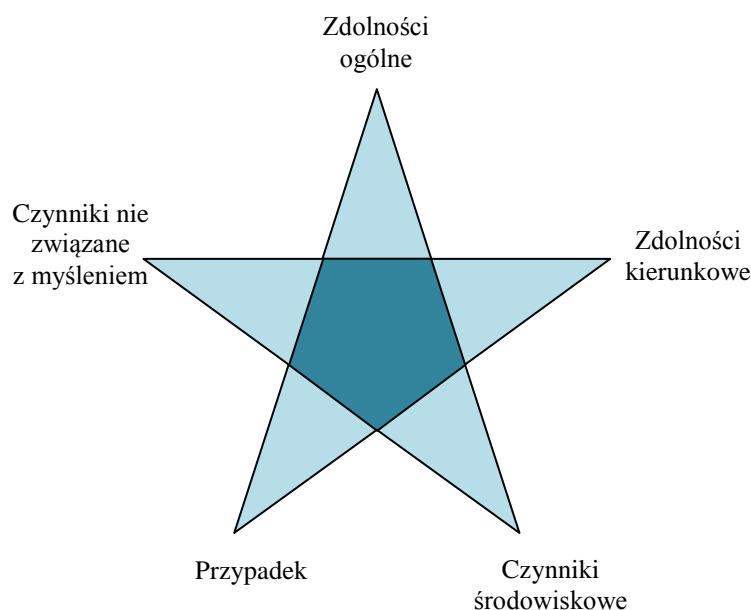 Zdolności
ogólne
Czynniki nie
związane
z myśleniem
Zdolności
kierunkowe
Przypadek
Czynniki
środowiskowe